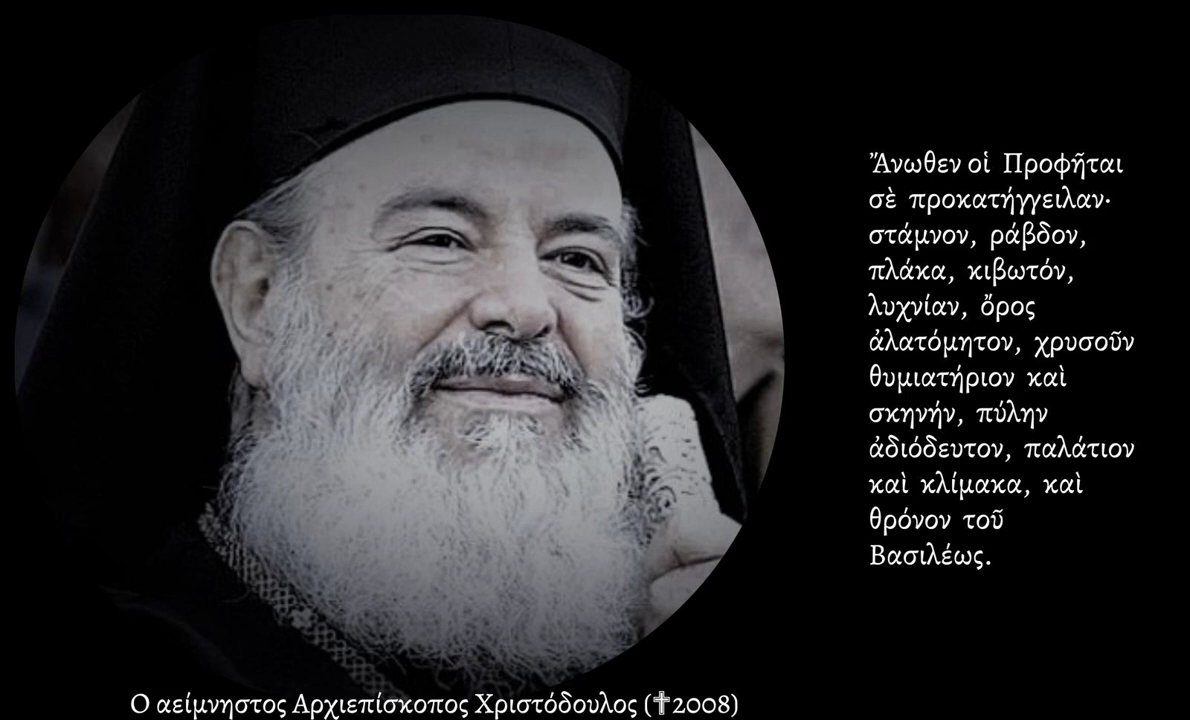 Ἄνωθεν οἱ Προφῆται
σὲ προκατήγγειλαν·
στάμνον, ράβδον,
πλάκα, κιβωτόν,
λυχνίαν, ὄρος
ἀλατόμητον, χρυσοῦν
θυμιατήριον καὶ
σκηνήν, πύλην
ἀδιόδευτον, παλάτιον
καὶ κλίμακα, καὶ
θρόνον τοῦ
Βασιλέως.
Ο αείμνηστος Αρχιεπίσκοπος Χριστόδουλος (✝2008)